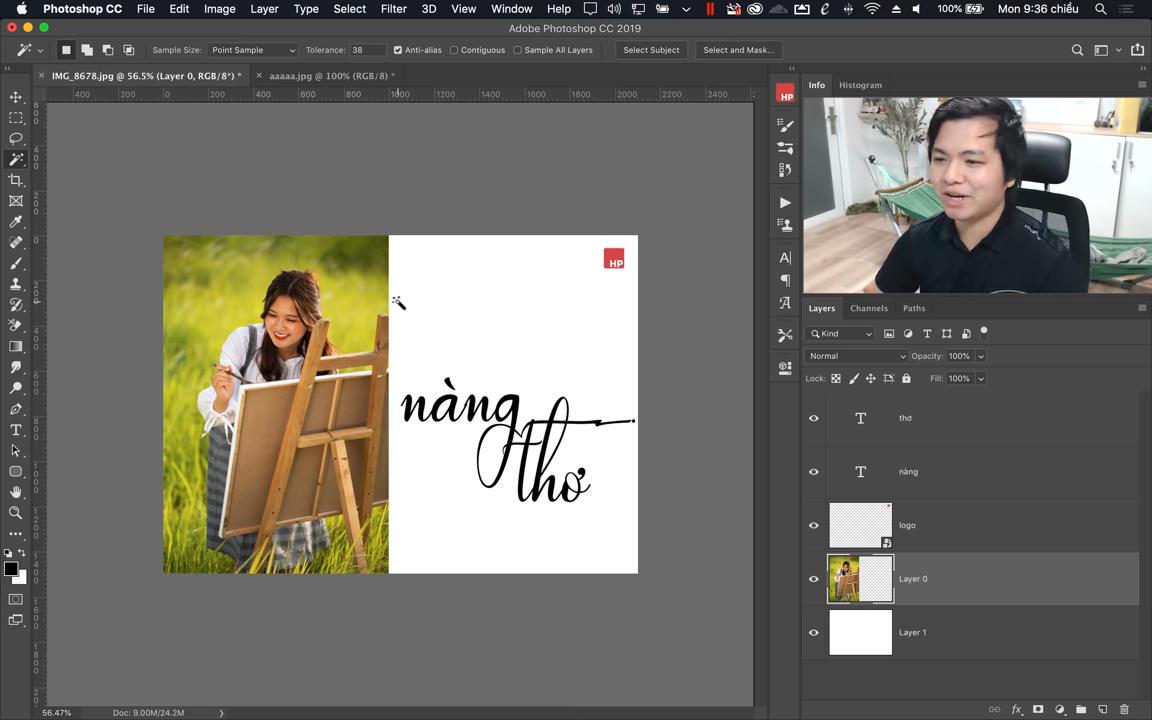 Photoshop CC File Edit Image Layer Type Select Filter 3D View Window Help 100% Mon 9:36 chiều
Adobe Photoshop CC 2019
Sample Size: Point Sample Tolerance: 38 Anti-alias Contiguous Sample All Layers Select Subject Select and Mask...
IMG_8678.jpg @ 56.5% (Layer 0, RGB/8*) * aaaaa.jpg @ 100% (RGB/8) *
400 200 0 200 400 600 800 1000 1200 1400 1600 1800 2000 2200 2400
HP
Info Histogram
HP
nàng
thơ
Layers Channels Paths
Kind
Normal Opacity: 100%
Lock: Fill: 100%
T thơ
T nàng
logo
Layer 0
Layer 1
56.47% Doc: 9.00M/24.2M